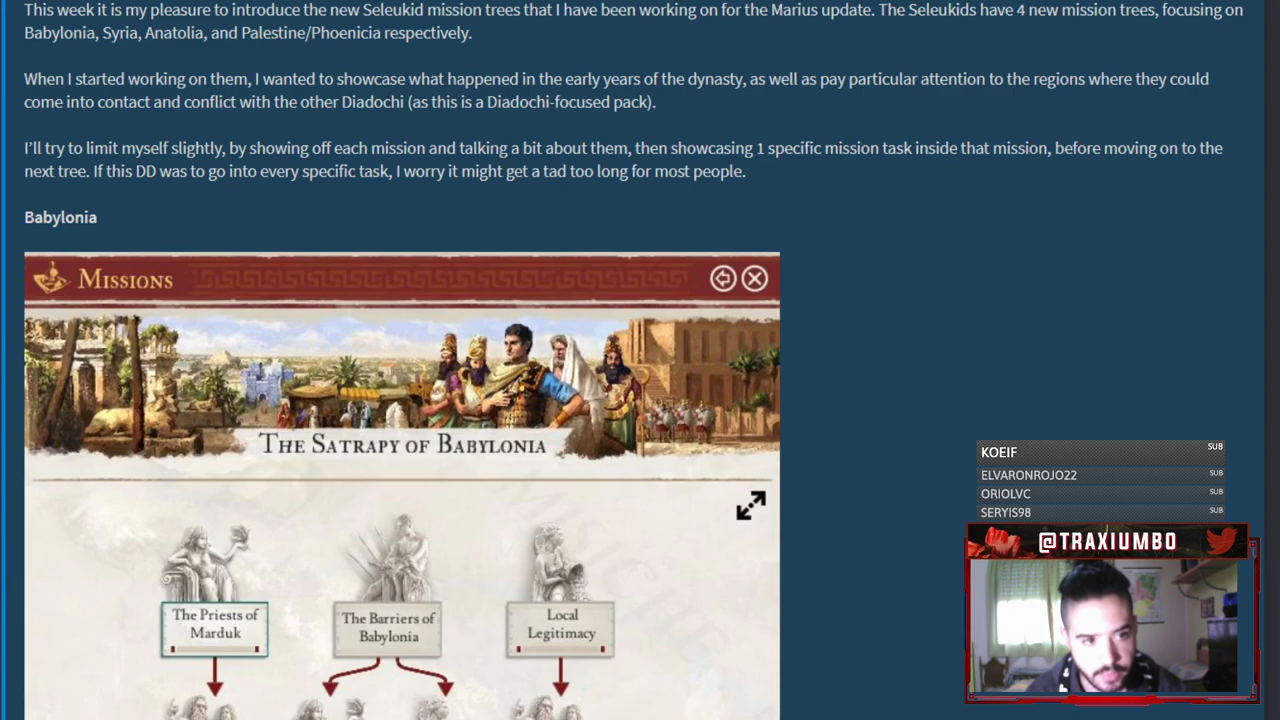 This week it is my pleasure to introduce the new Seleukid mission trees that I have been working on for the Marius update. The Seleukids have 4 new mission trees, focusing on
Babylonia, Syria, Anatolia, and Palestine/Phoenicia respectively.
When I started working on them, I wanted to showcase what happened in the early years of the dynasty, as well as pay particular attention to the regions where they could
come into contact and conflict with the other Diadochi (as this is a Diadochi-focused pack).
I'll try to limit myself slightly, by showing off each mission and talking a bit about them, then showcasing 1 specific mission task inside that mission, before moving on to the
next tree. If this DD was to go into every specific task, I worry it might get a tad too long for most people.
Babylonia
MISSIONS
THE SATRAPY OF BABYLONIA
The Priests of
Marduk
The Barriers of
Babylonia
Local
Legitimacy
KOEIF SUB
ELVARONROJO22 SUB
ORIOLVC SUB
SERYIS98 SUB
@TRAXIUMBO